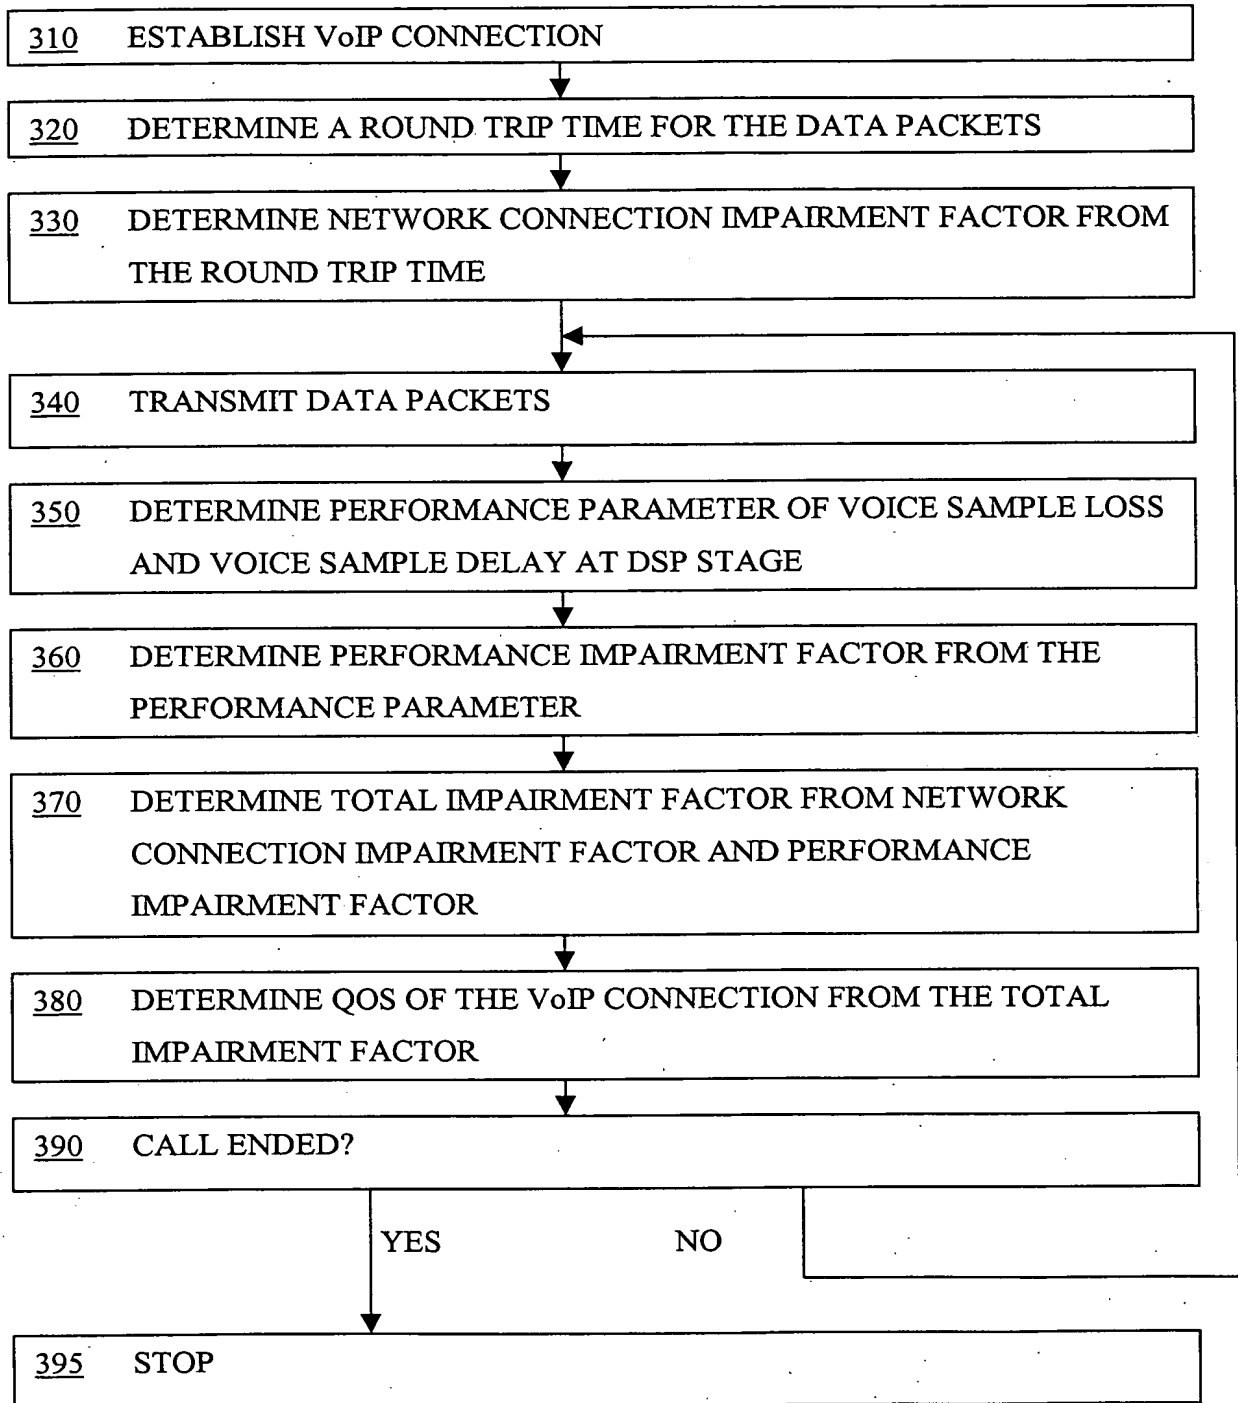 310 ESTABLISH VoIP CONNECTION
320 DETERMINE A ROUND TRIP TIME FOR THE DATA PACKETS
330 DETERMINE NETWORK CONNECTION IMPAIRMENT FACTOR FROM
THE ROUND TRIP TIME
340 TRANSMIT DATA PACKETS
350 DETERMINE PERFORMANCE PARAMETER OF VOICE SAMPLE LOSS
AND VOICE SAMPLE DELAY AT DSP STAGE
360 DETERMINE PERFORMANCE IMPAIRMENT FACTOR FROM THE
PERFORMANCE PARAMETER
370 DETERMINE TOTAL IMPAIRMENT FACTOR FROM NETWORK
CONNECTION IMPAIRMENT FACTOR AND PERFORMANCE
IMPAIRMENT FACTOR
380 DETERMINE QOS OF THE VoIP CONNECTION FROM THE TOTAL
IMPAIRMENT FACTOR
390 CALL ENDED?
YES NO
395 STOP